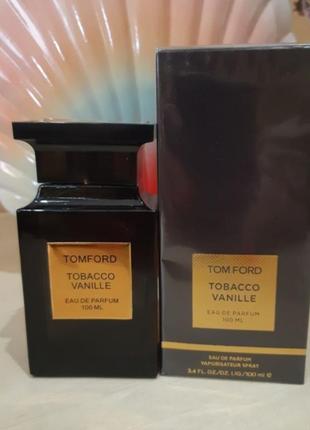 TOMFORD
TOBACCO
VANILLE
EAU DE PARFUM
100 ML
TOM FORD
TOBACCO
VANILLE
EAU DE PARFUM
100 ML
EAU DE PARFUM
VAPORISATEUR SPRAY
3.4 FL. OZ./OZ. LIQ./100 ml ℮